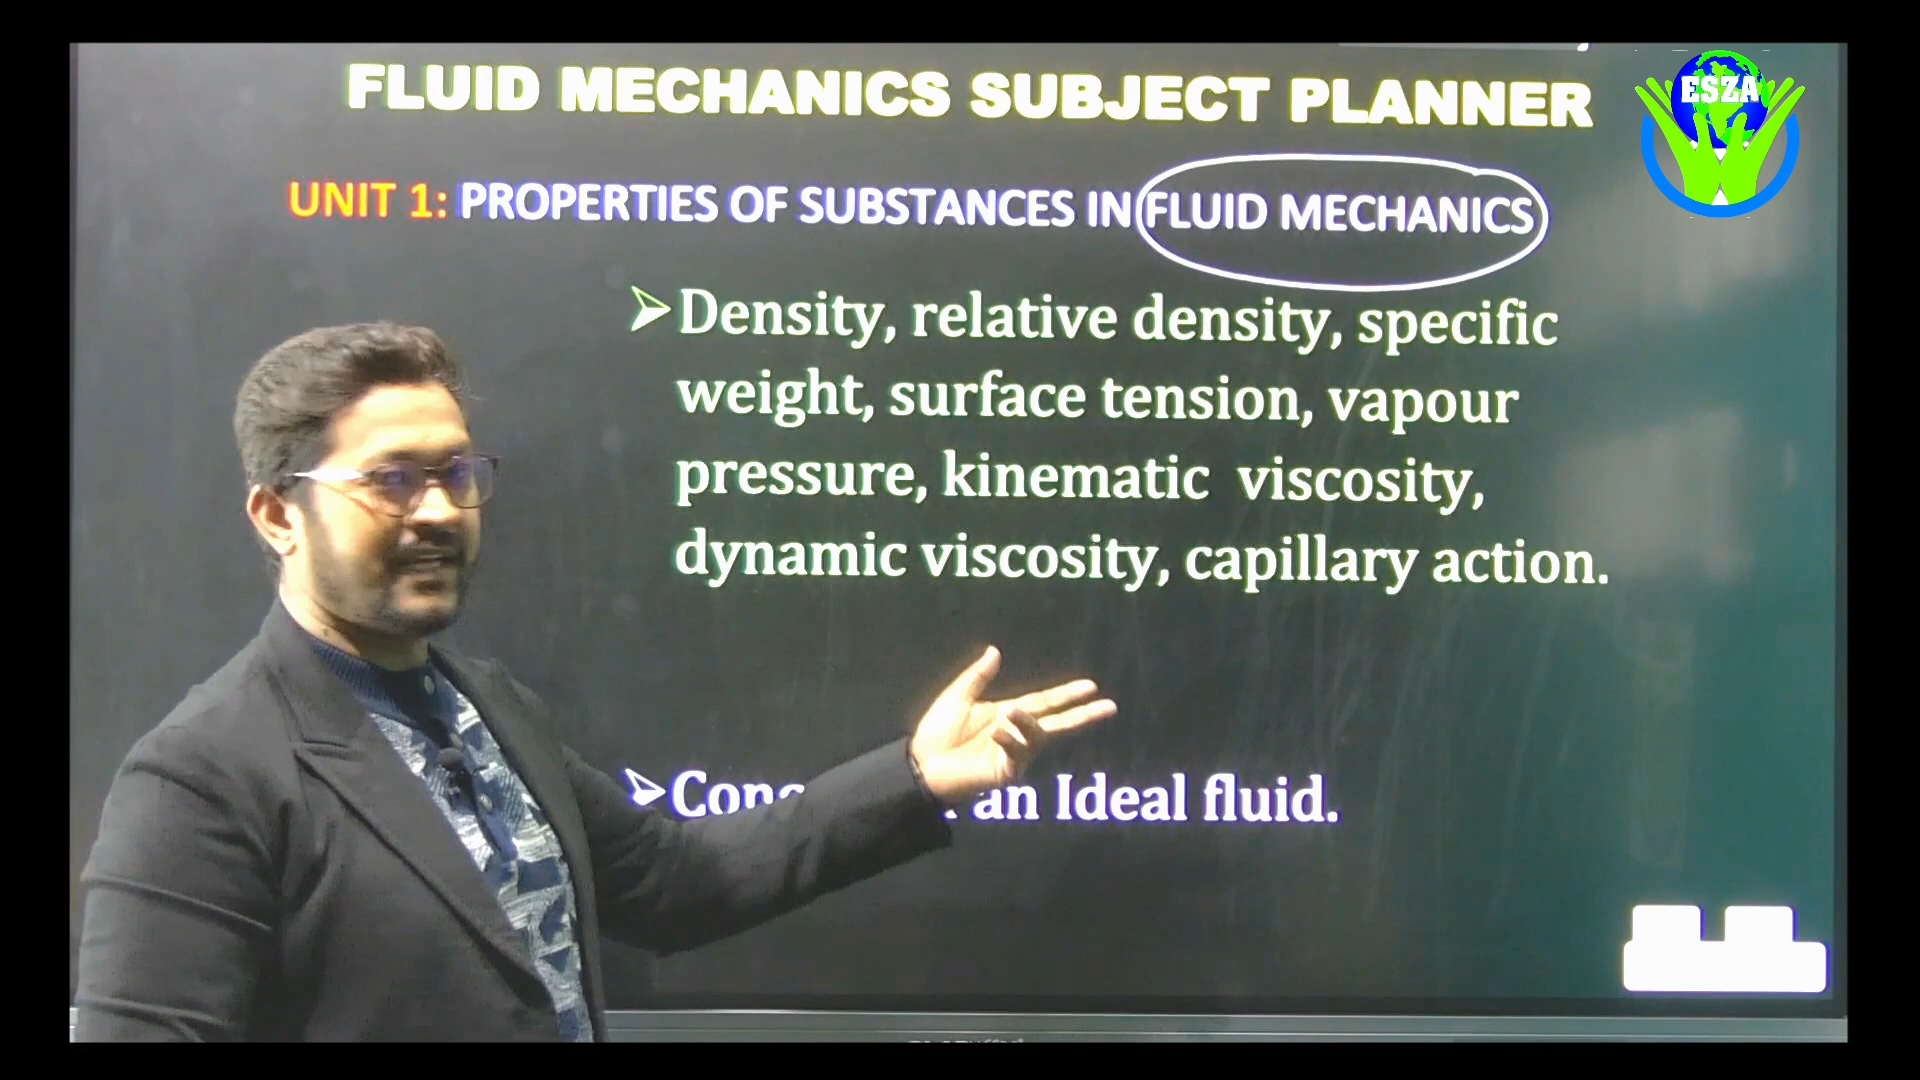 FLUID MECHANICS SUBJECT PLANNER
ESZA
UNIT 1: PROPERTIES OF SUBSTANCES IN FLUID MECHANICS
➢Density, relative density, specific
weight, surface tension, vapour
pressure, kinematic viscosity,
dynamic viscosity, capillary action.
➢ an Ideal fluid.